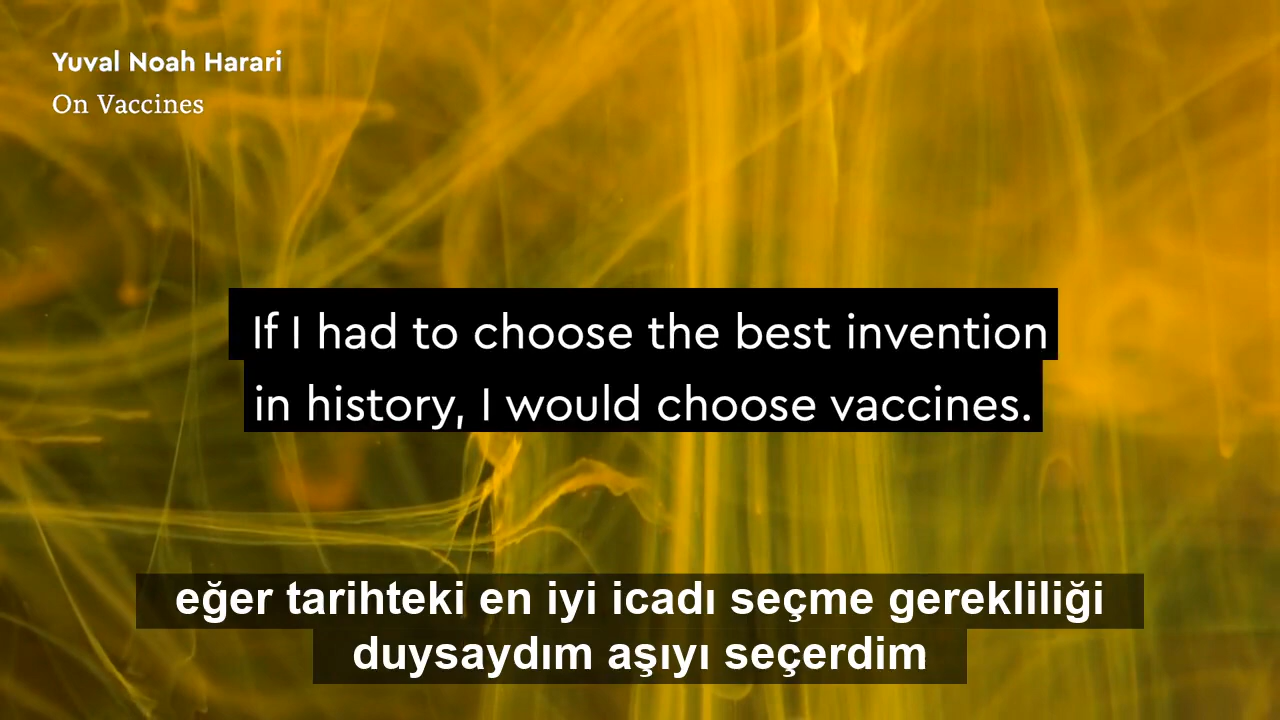 Yuval Noah Harari
On Vaccines
If I had to choose the best invention
in history, I would choose vaccines.
eğer tarihteki en iyi icadı seçme gerekliliği
duysaydım aşıyı seçerdim